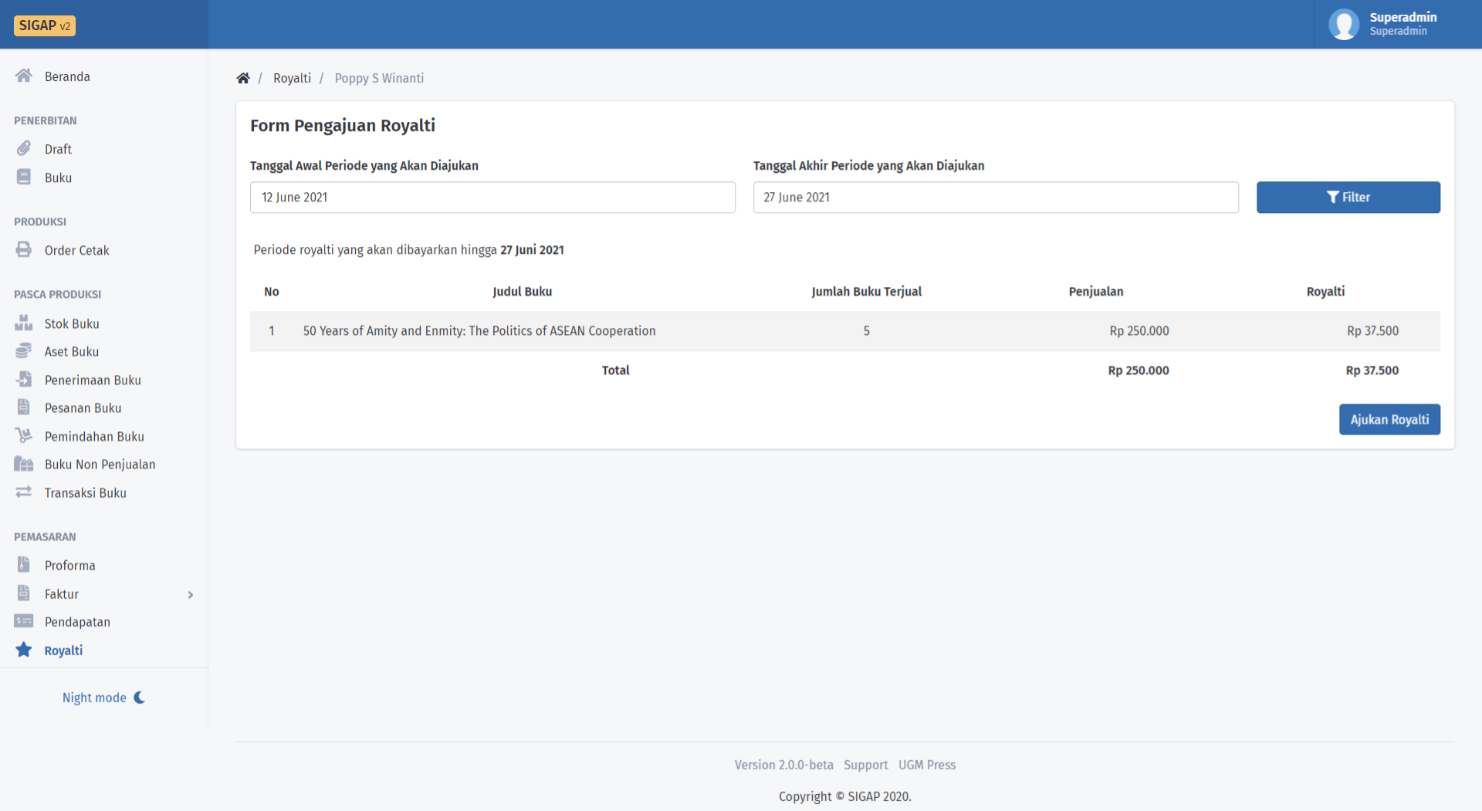 SIGAP v2
Superadmin
Superadmin
Beranda
PENERBITAN
Draft
Buku
PRODUKSI
Order Cetak
PASCA PRODUKSI
Stok Buku
Aset Buku
Penerimaan Buku
Pesanan Buku
Pemindahan Buku
Buku Non Penjualan
Transaksi Buku
PEMASARAN
Proforma
Faktur
Pendapatan
Royalti
Night mode
/ Royalti / Poppy S Winanti
Form Pengajuan Royalti
Tanggal Awal Periode yang Akan Diajukan Tanggal Akhir Periode yang Akan Diajukan
12 June 2021 27 June 2021 Filter
Periode royalti yang akan dibayarkan hingga 27 Juni 2021
No Judul Buku Jumlah Buku Terjual Penjualan Royalti
1 50 Years of Amity and Enmity: The Politics of ASEAN Cooperation 5 Rp 250.000 Rp 37.500
Total Rp 250.000 Rp 37.500
Ajukan Royalti
Version 2.0.0-beta Support UGM Press
Copyright © SIGAP 2020.